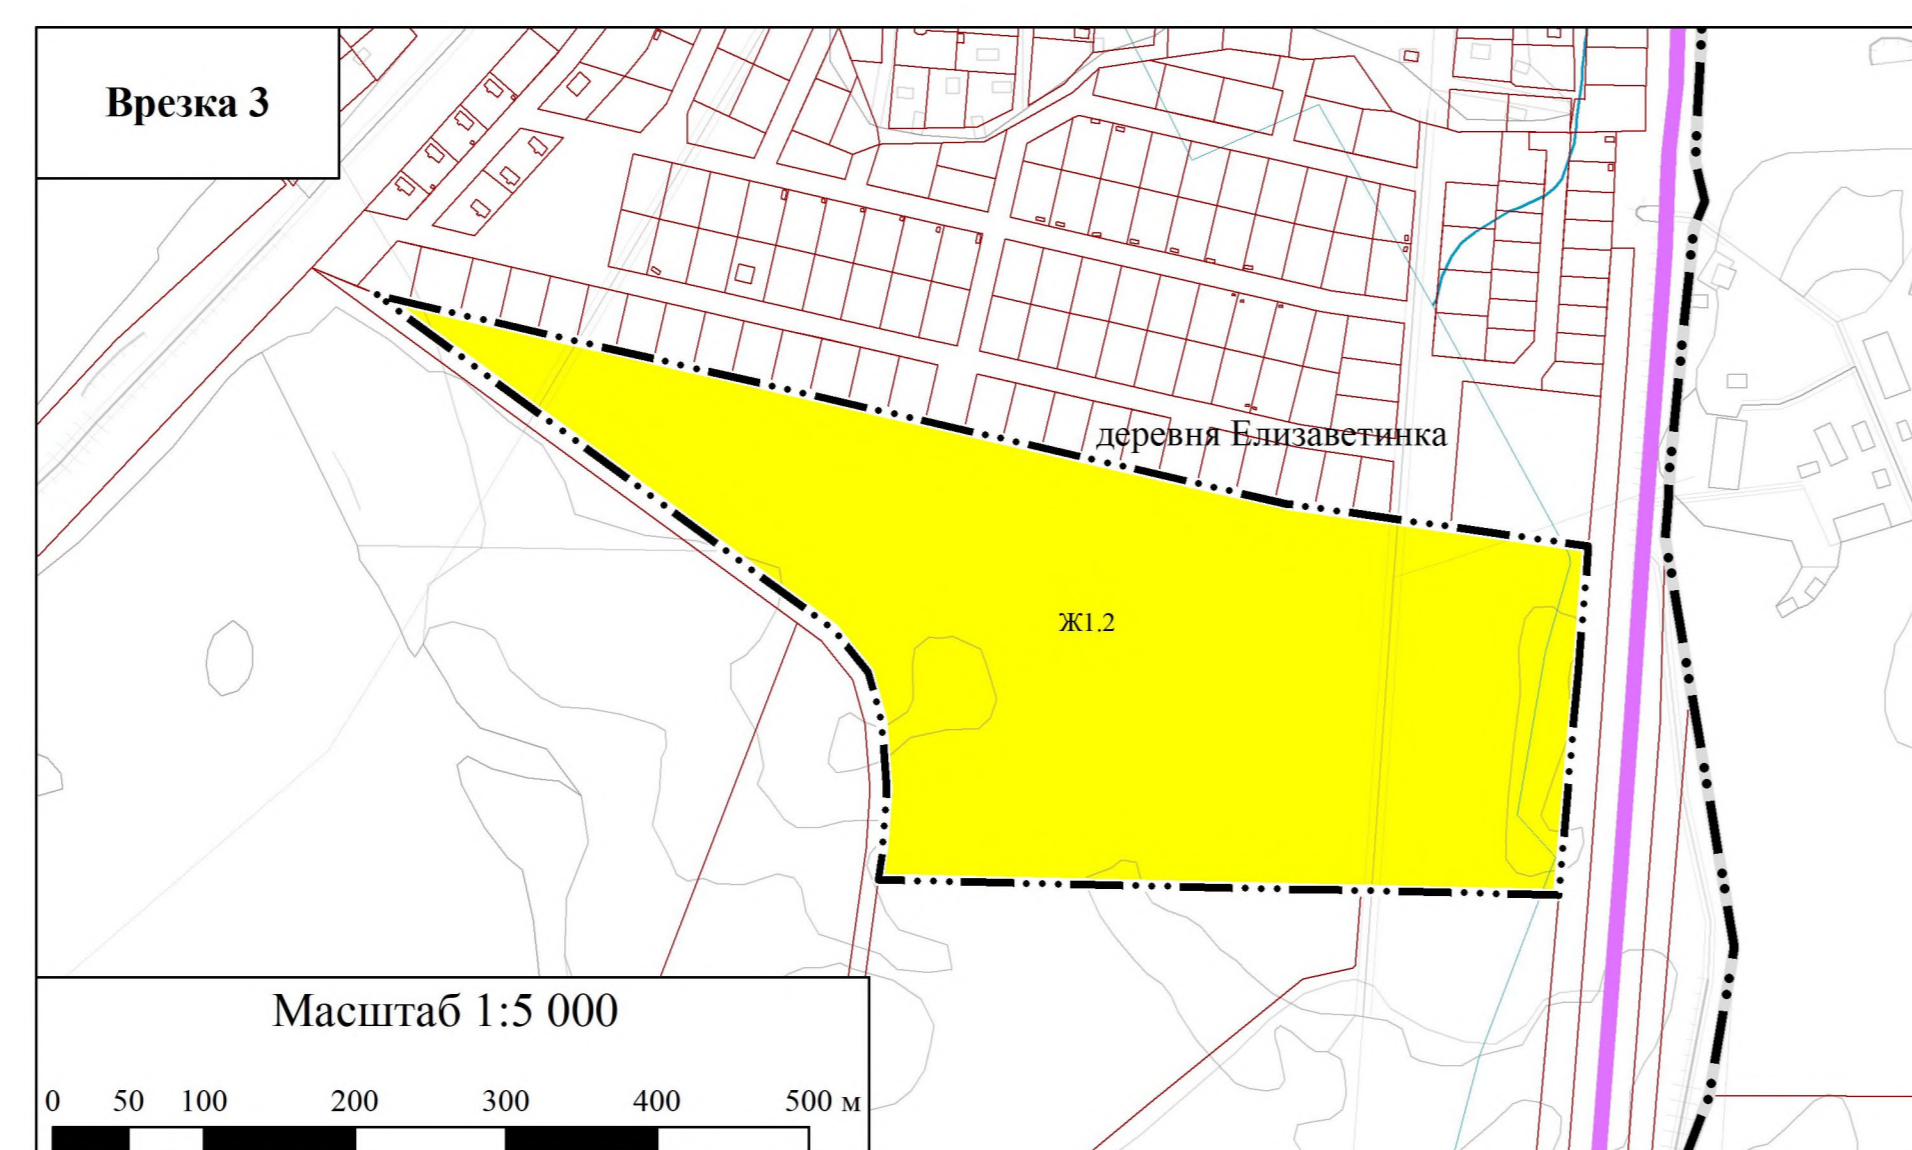 Врезка 3
деревня Елизаветинка
Ж1.2
Масштаб 1:5 000
0 50 100 200 300 400 500 м